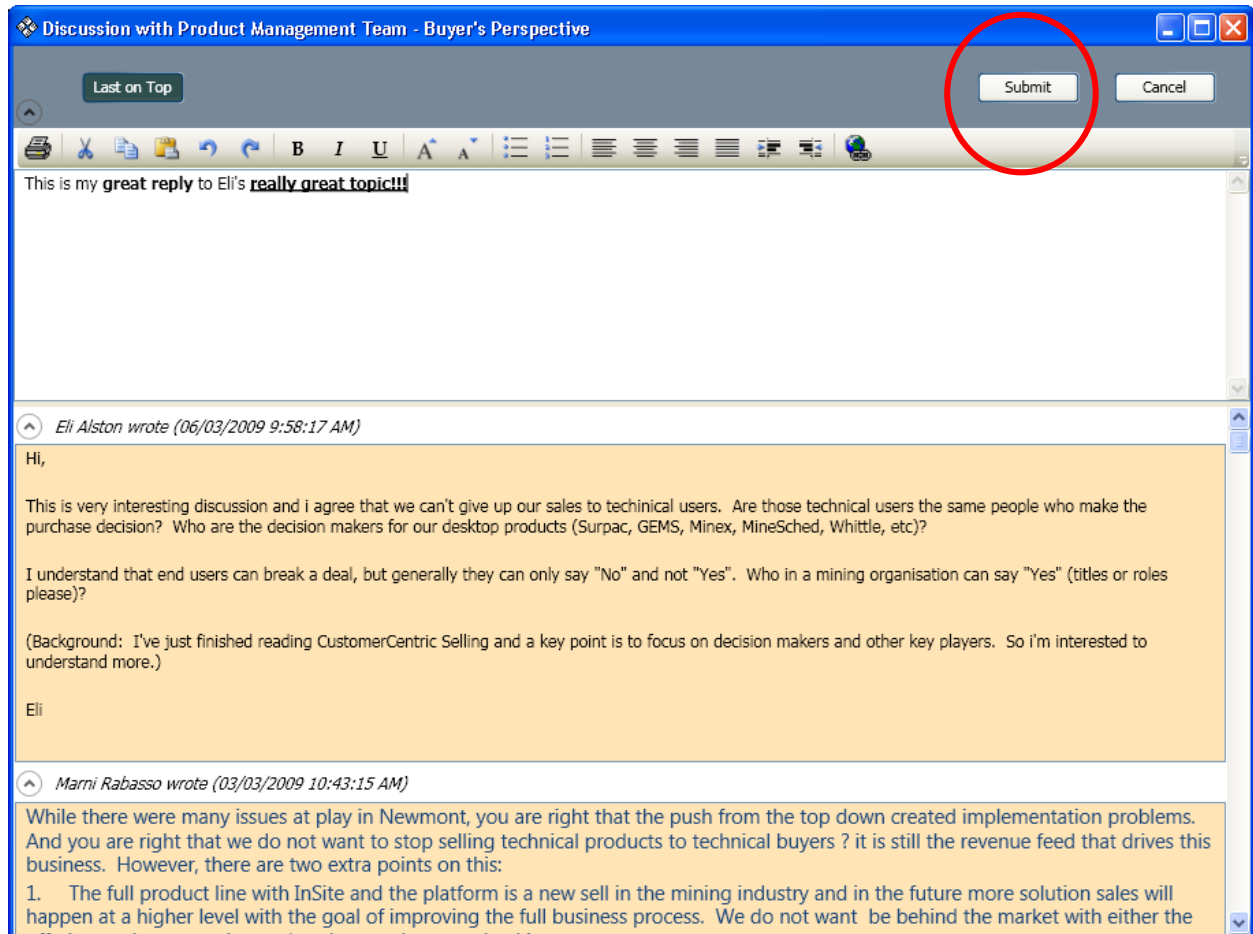 Discussion with Product Management Team - Buyer's Perspective
Last on Top
Submit
Cancel
B I U A A
This is my great reply to Eli's really great topic!!!
Eli Alston wrote (06/03/2009 9:58:17 AM)
Hi,
This is very interesting discussion and i agree that we can't give up our sales to techinical users. Are those technical users the same people who make the
purchase decision? Who are the decision makers for our desktop products (Surpac, GEMS, Minex, MineSched, Whittle, etc)?
I understand that end users can break a deal, but generally they can only say "No" and not "Yes". Who in a mining organisation can say "Yes" (titles or roles
please)?
(Background: I've just finished reading CustomerCentric Selling and a key point is to focus on decision makers and other key players. So i'm interested to
understand more.)
Eli
Marni Rabasso wrote (03/03/2009 10:43:15 AM)
While there were many issues at play in Newmont, you are right that the push from the top down created implementation problems.
And you are right that we do not want to stop selling technical products to technical buyers ? it is still the revenue feed that drives this
business. However, there are two extra points on this:
1. The full product line with InSite and the platform is a new sell in the mining industry and in the future more solution sales will
happen at a higher level with the goal of improving the full business process. We do not want be behind the market with either the